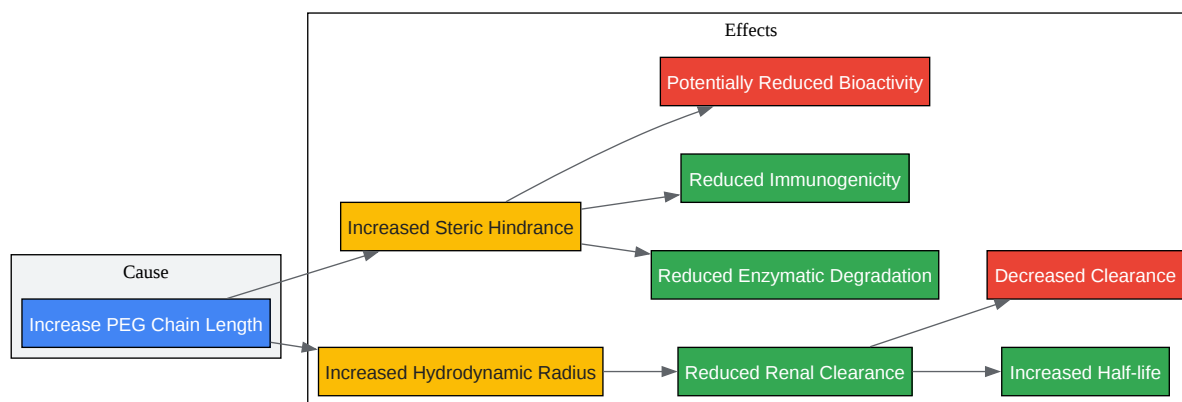 Effects
Potentially Reduced Bioactivity
Reduced Immunogenicity
Increased Steric Hindrance
Cause
Reduced Enzymatic Degradation
Decreased Clearance
Increase PEG Chain Length
Increased Hydrodynamic Radius
Reduced Renal Clearance
Increased Half-life